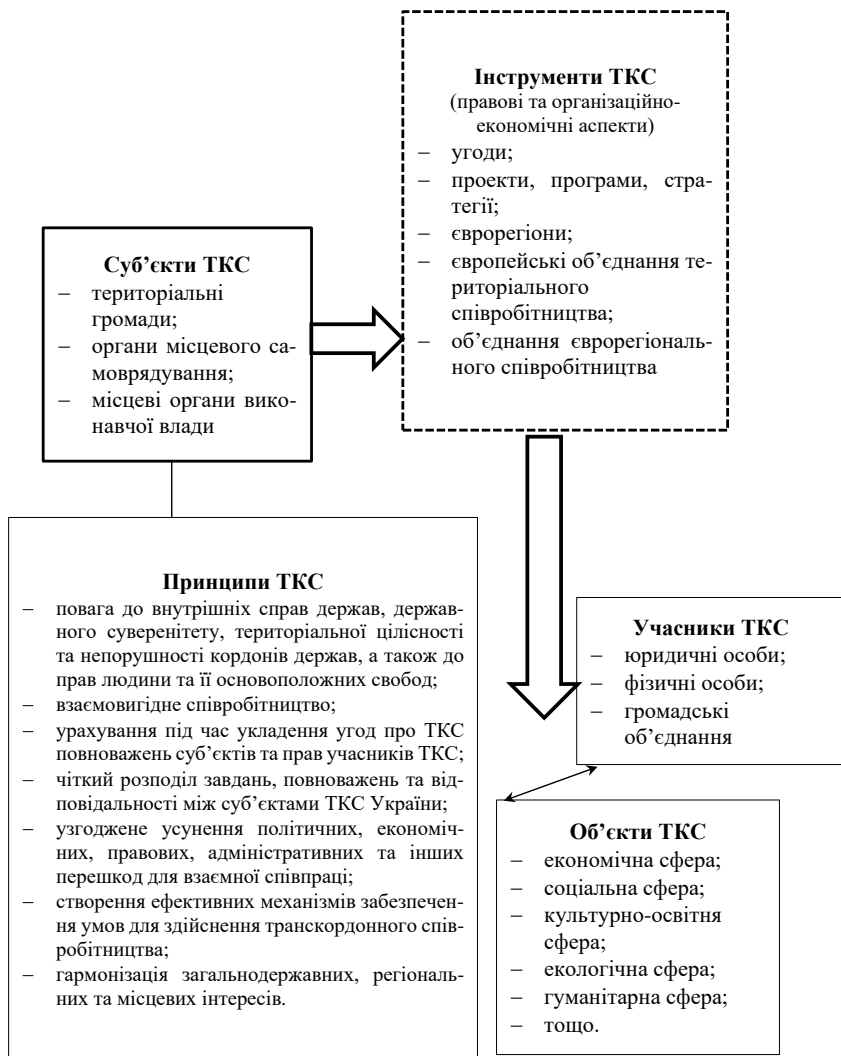 Інструменти ТКС
(правові та організаційно-
економічні аспекти)
– угоди;
– проекти, програми, стра-
тегії;
– єврорегіони;
– європейські об’єднання те-
риторіального
співробітництва;
– об’єднання єврорегіональ-
ного співробітництва
Суб’єкти ТКС
– територіальні
громади;
– органи місцевого са-
моврядування;
– місцеві органи вико-
навчої влади
Принципи ТКС
– повага до внутрішніх справ держав, держав-
ного суверенітету, територіальної цілісності
та непорушності кордонів держав, а також до
прав людини та її основоположних свобод;
– взаємовигідне співробітництво;
– урахування під час укладення угод про ТКС
повноважень суб’єктів та прав учасників ТКС;
– чіткий розподіл завдань, повноважень та від-
повідальності між суб’єктами ТКС України;
– узгоджене усунення політичних, економіч-
них, правових, адміністративних та інших
перешкод для взаємної співпраці;
– створення ефективних механізмів забезпечен-
ня умов для здійснення транскордонного спів-
робітництва;
– гармонізація загальнодержавних, регіональ-
них та місцевих інтересів.
Учасники ТКС
– юридичні особи;
– фізичні особи;
– громадські
об’єднання
Об’єкти ТКС
– економічна сфера;
– соціальна сфера;
– культурно-освітня
сфера;
– екологічна сфера;
– гуманітарна сфера;
– тощо.